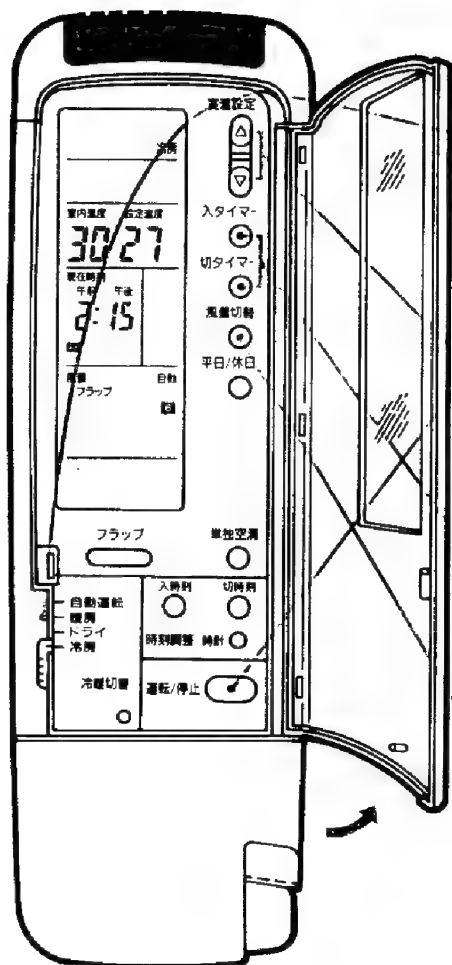 室温設定
冷房
入タイマー
室内温度 設定温度
30 27
切タイマー
現在時刻
午前 午後
2:15
風量切替
平日/休日
風量 自動
フラップ
フラップ
単独空調
入時刻 切時刻
自動運転
暖房
ドライ
冷房
時刻調整 時計
冷暖切替
運転/停止